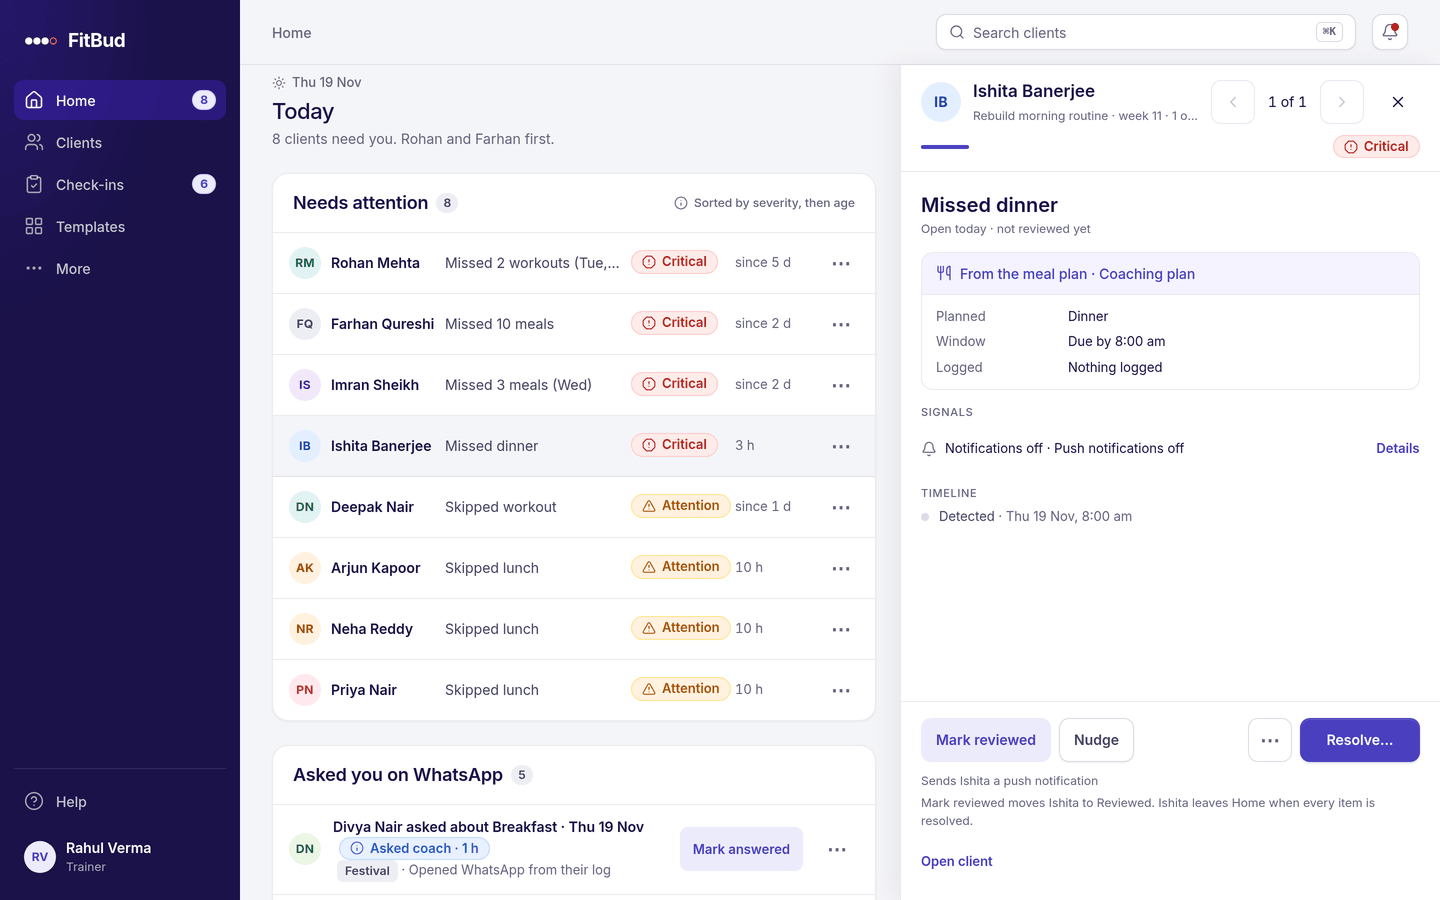 FitBud
Home 8
Clients
Check-ins 6
Templates
More
Help
RV Rahul Verma
Trainer
Home
Search clients ⌘K
Thu 19 Nov
Today
8 clients need you. Rohan and Farhan first.
Needs attention 8 Sorted by severity, then age
RM Rohan Mehta Missed 2 workouts (Tue,... Critical since 5 d
FQ Farhan Qureshi Missed 10 meals Critical since 2 d
IS Imran Sheikh Missed 3 meals (Wed) Critical since 2 d
IB Ishita Banerjee Missed dinner Critical 3 h
DN Deepak Nair Skipped workout Attention since 1 d
AK Arjun Kapoor Skipped lunch Attention 10 h
NR Neha Reddy Skipped lunch Attention 10 h
PN Priya Nair Skipped lunch Attention 10 h
Asked you on WhatsApp 5
DN Divya Nair asked about Breakfast · Thu 19 Nov
Asked coach · 1 h
Festival · Opened WhatsApp from their log
Mark answered
IB Ishita Banerjee
Rebuild morning routine · week 11 · 1 o...
1 of 1
Critical
Missed dinner
Open today · not reviewed yet
From the meal plan · Coaching plan
Planned Dinner
Window Due by 8:00 am
Logged Nothing logged
SIGNALS
Notifications off · Push notifications off Details
TIMELINE
Detected · Thu 19 Nov, 8:00 am
Mark reviewed Nudge Resolve...
Sends Ishita a push notification
Mark reviewed moves Ishita to Reviewed. Ishita leaves Home when every item is
resolved.
Open client